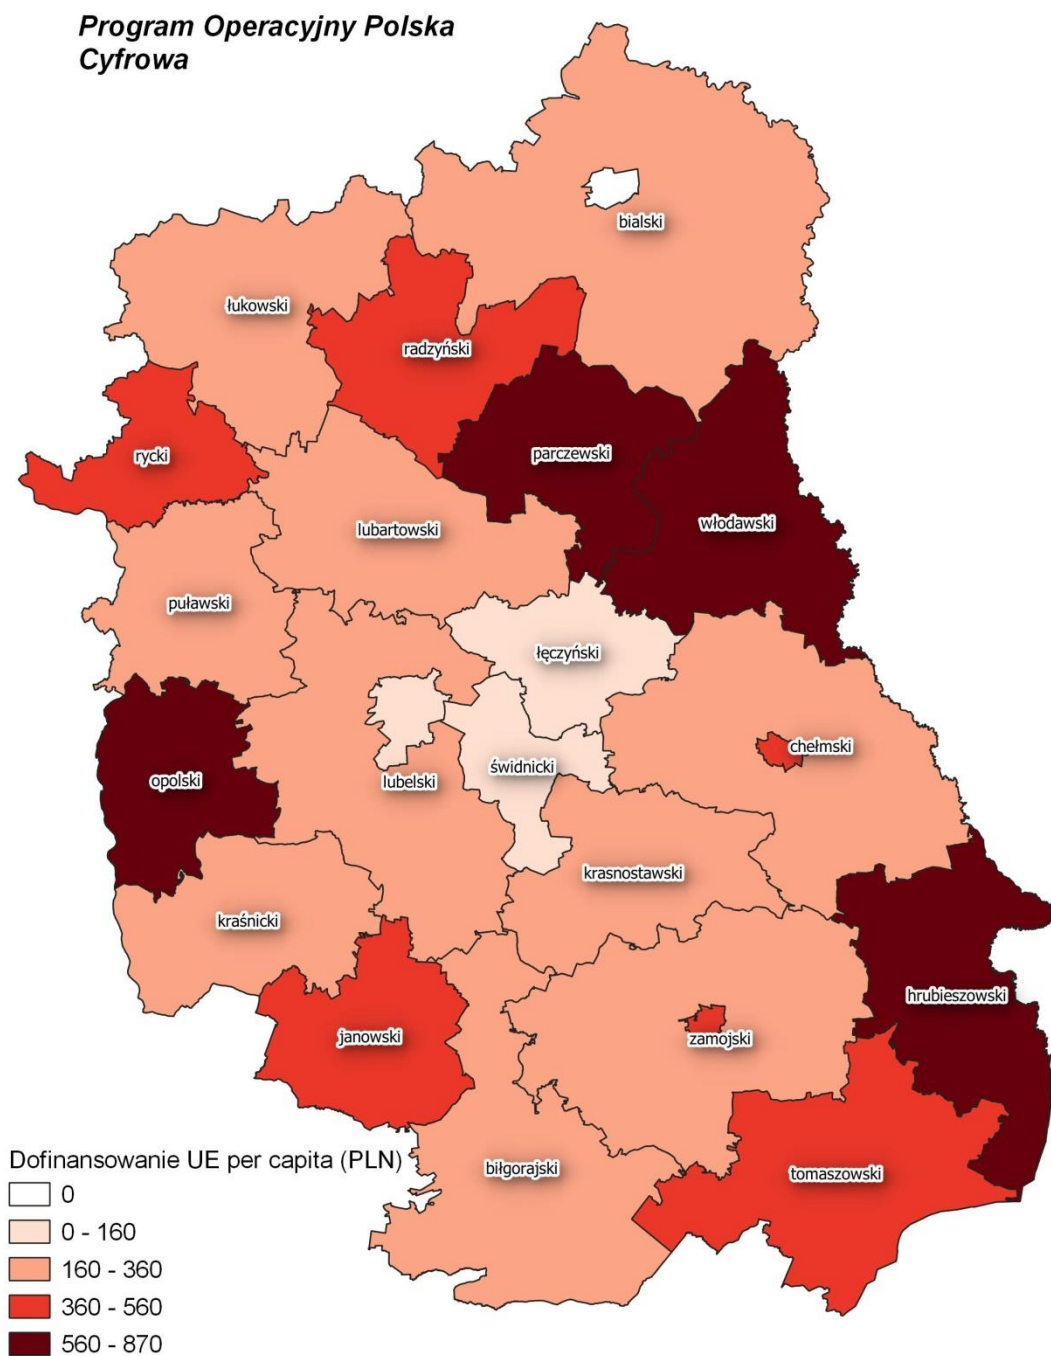 Program Operacyjny Polska
Cyfrowa
bialski
łukowski
radzyński
rycki
parczewski
włodawski
lubartowski
puławski
łęczyński
chełmski
świdnicki
opolski
lubelski
krasnostawski
kraśnicki
hrubieszowski
janowski
zamojski
biłgorajski
tomaszowski
Dofinansowanie UE per capita (PLN)
0
0 - 160
160 - 360
360 - 560
560 - 870